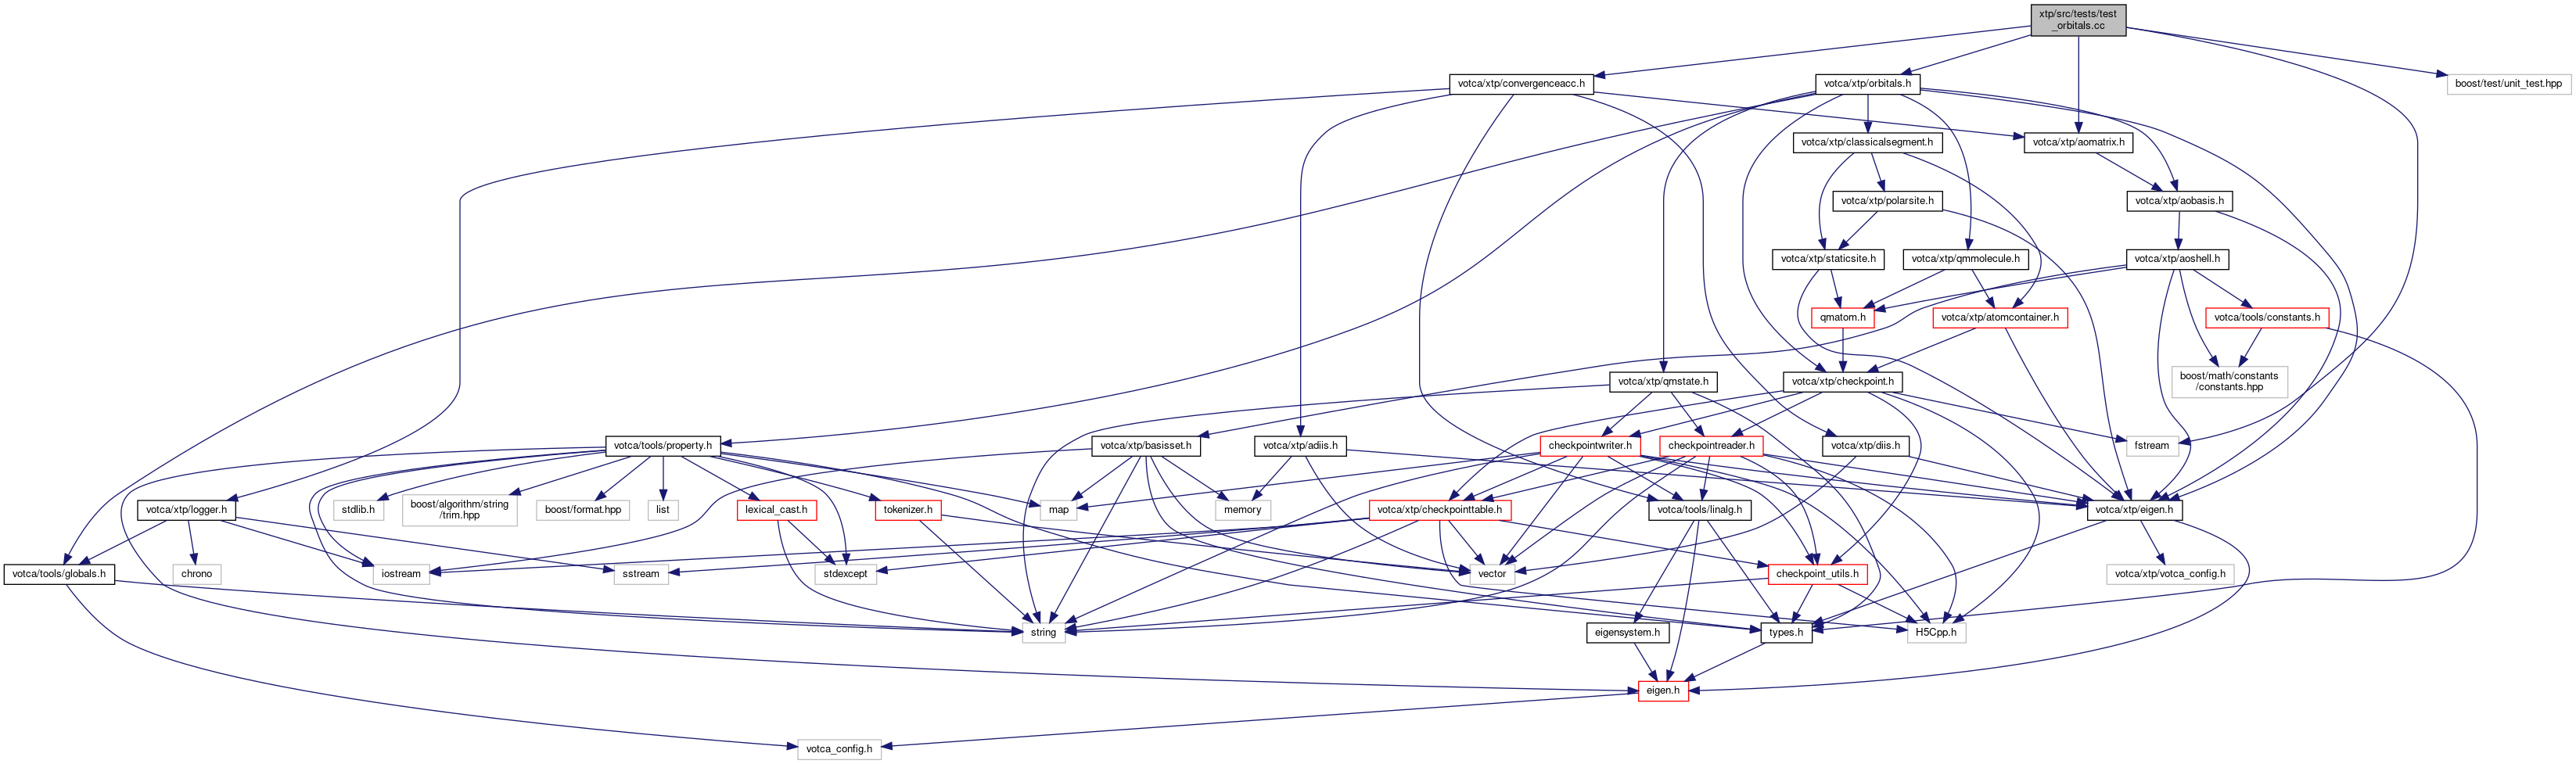 xtp/src/tests/test
_orbitals.cc
votca/xtp/convergenceacc.h
votca/xtp/orbitals.h
boost/test/unit_test.hpp
votca/xtp/classicalsegment.h
votca/xtp/aomatrix.h
votca/xtp/polarsite.h
votca/xtp/aobasis.h
votca/xtp/staticsite.h
votca/xtp/qmmolecule.h
votca/xtp/aoshell.h
qmatom.h
votca/xtp/atomcontainer.h
votca/tools/constants.h
votca/xtp/qmstate.h
votca/xtp/checkpoint.h
boost/math/constants
/constants.hpp
votca/tools/property.h
votca/xtp/basisset.h
votca/xtp/adiis.h
checkpointwriter.h
checkpointreader.h
votca/xtp/diis.h
fstream
votca/xtp/logger.h
stdlib.h
boost/algorithm/string
/trim.hpp
boost/format.hpp
list
lexical_cast.h
tokenizer.h
map
memory
votca/xtp/checkpointtable.h
votca/tools/linalg.h
votca/xtp/eigen.h
votca/tools/globals.h
chrono
iostream
sstream
stdexcept
vector
checkpoint_utils.h
votca/xtp/votca_config.h
string
eigensystem.h
types.h
H5Cpp.h
eigen.h
votca_config.h